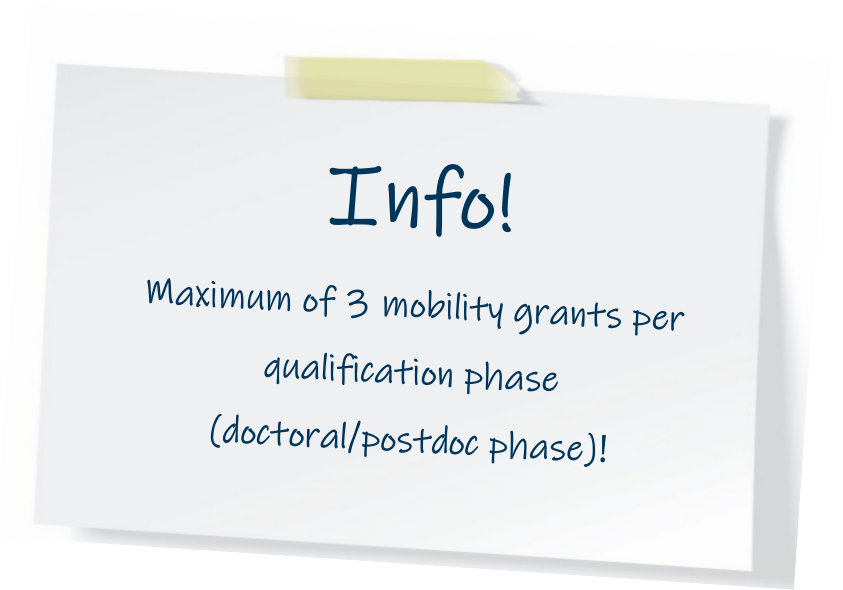 Info!
Maximum of 3 mobility grants per
qualification phase
(doctoral/postdoc phase)!